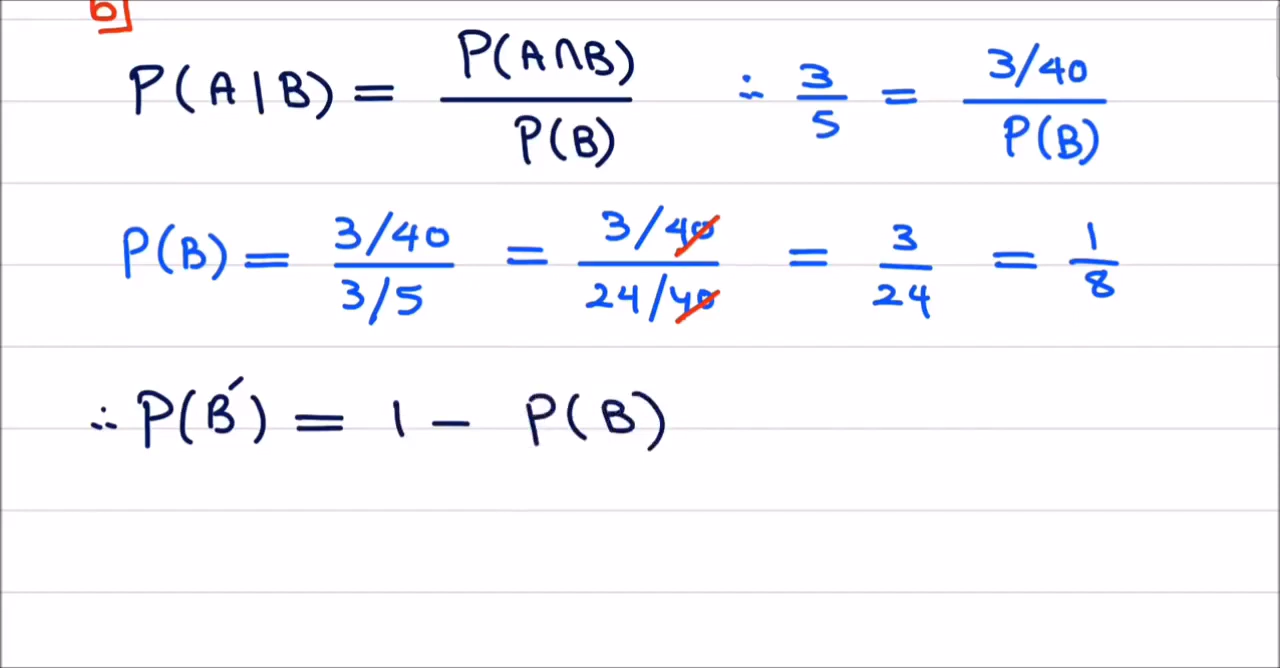 b
P(A|B) = P(A∩B) / P(B) ∴ 3/5 = (3/40) / P(B)
P(B) = (3/40) / (3/5) = (3/40) / (24/40) = 3/24 = 1/8
∴ P(B′) = 1 - P(B)